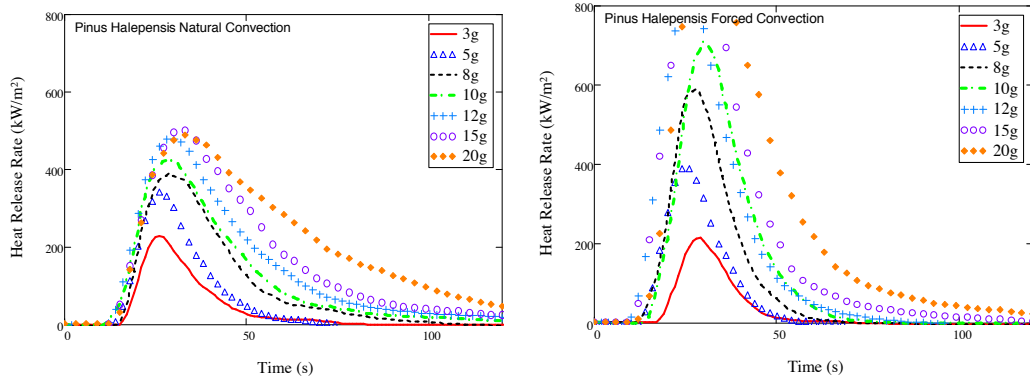 Pinus Halepensis Natural Convection
800
600
400
200
0
0
50
100
Heat Release Rate (kW/m²)
Time (s)
3g
5g
8g
10g
12g
15g
20g
Pinus Halepensis Forced Convection
800
600
400
200
0
0
50
100
Heat Release Rate (kW/m²)
Time (s)
3g
5g
8g
10g
12g
15g
20g